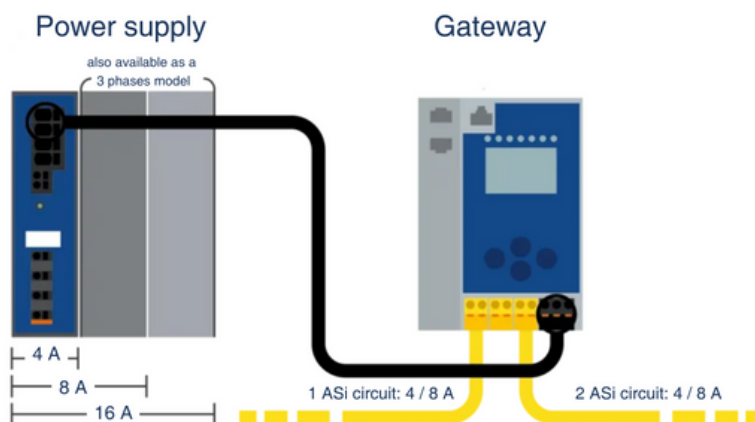 Power supply
Gateway
also available as a
3 phases model
4 A
8 A
16 A
1 ASi circuit: 4 / 8 A
2 ASi circuit: 4 / 8 A